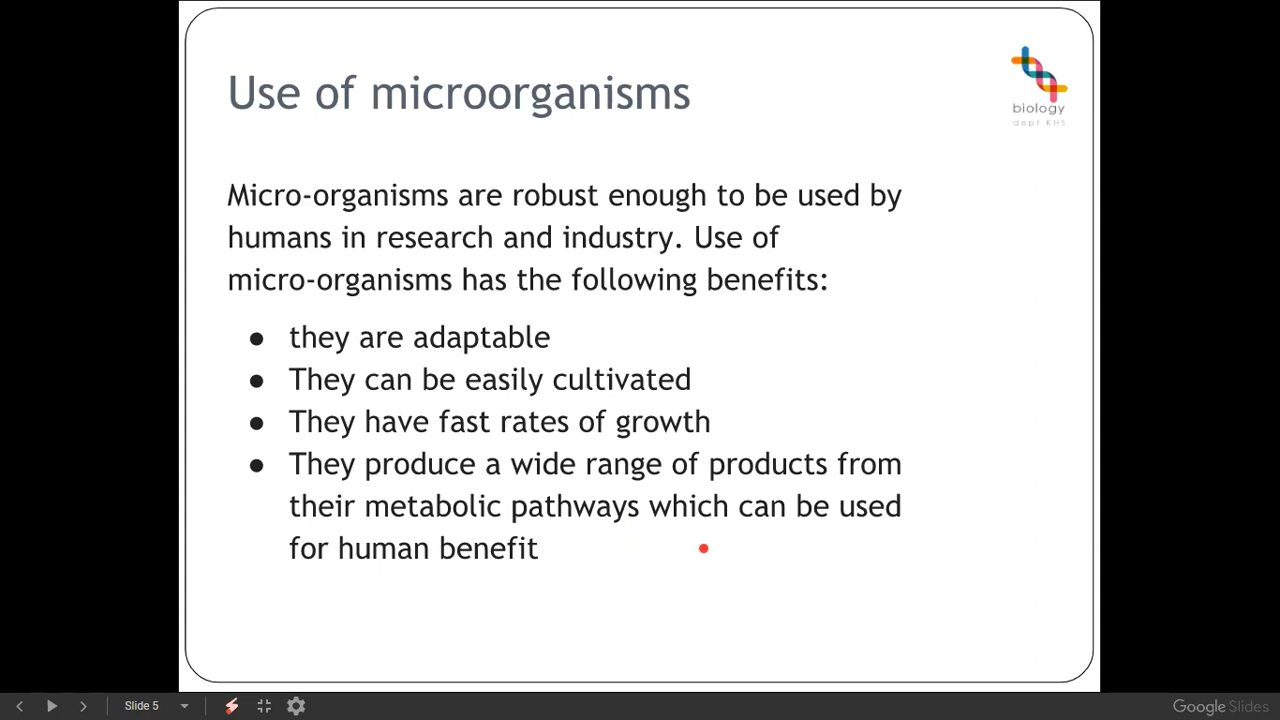 Use of microorganisms
biology
dept KHS
Micro-organisms are robust enough to be used by
humans in research and industry. Use of
micro-organisms has the following benefits:
● they are adaptable
● They can be easily cultivated
● They have fast rates of growth
● They produce a wide range of products from
their metabolic pathways which can be used
for human benefit
Slide 5
Google Slides